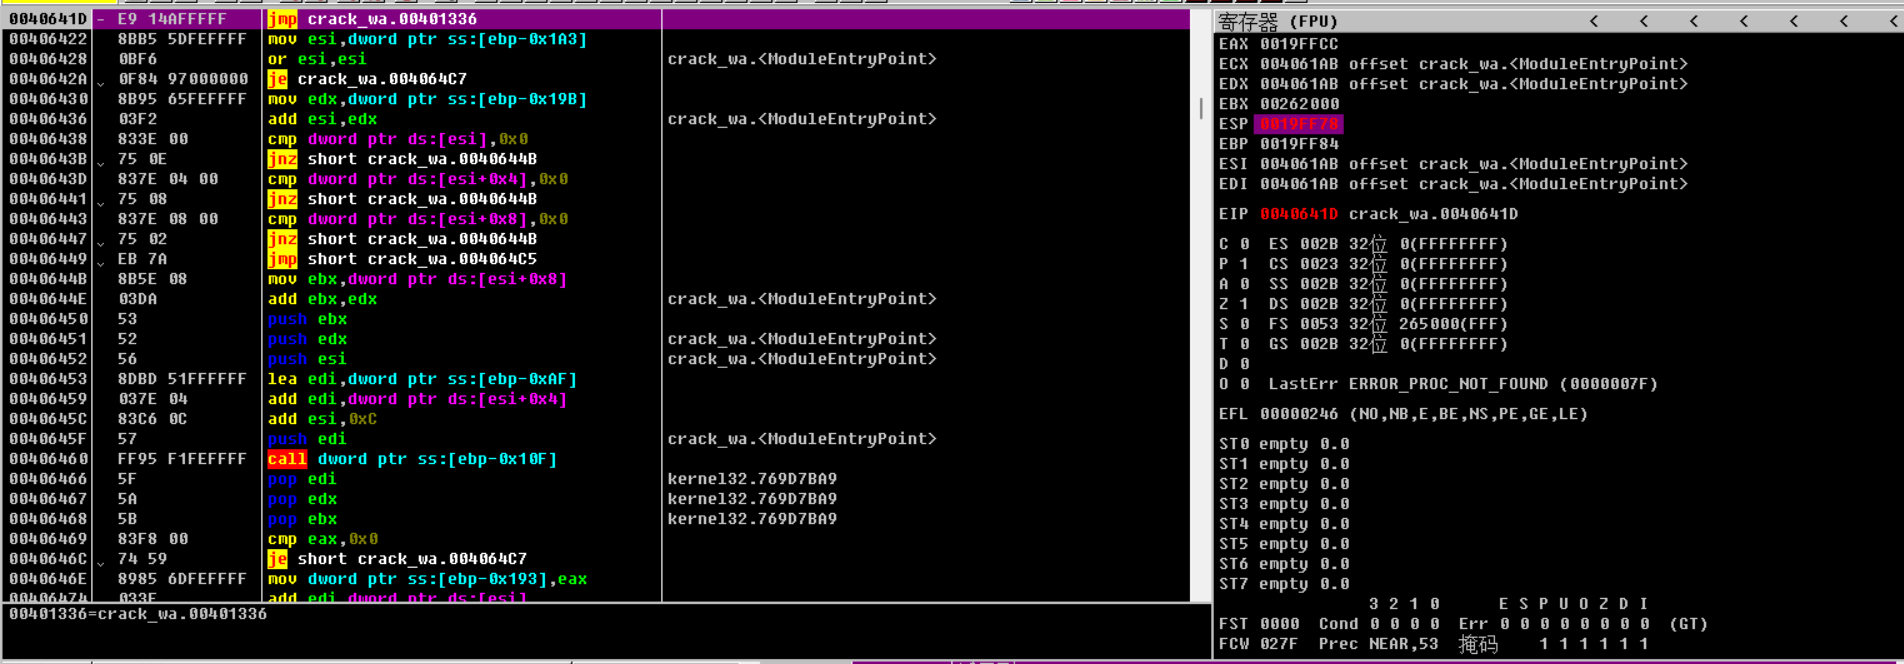 0040641D - E9 14AFFFFF jmp crack_wa.00401336
00406422 8BB5 5DFEFFFF mov esi,dword ptr ss:[ebp-0x1A3]
00406428 0BF6 or esi,esi crack_wa.<ModuleEntryPoint>
0040642A 0F84 97000000 je crack_wa.004064C7
00406430 8B95 65FEFFFF mov edx,dword ptr ss:[ebp-0x19B]
00406436 03F2 add esi,edx crack_wa.<ModuleEntryPoint>
00406438 833E 00 cmp dword ptr ds:[esi],0x0
0040643B 75 0E jnz short crack_wa.0040644B
0040643D 837E 04 00 cmp dword ptr ds:[esi+0x4],0x0
00406441 75 08 jnz short crack_wa.0040644B
00406443 837E 08 00 cmp dword ptr ds:[esi+0x8],0x0
00406447 75 02 jnz short crack_wa.0040644B
00406449 EB 7A jmp short crack_wa.004064C5
0040644B 8B5E 08 mov ebx,dword ptr ds:[esi+0x8]
0040644E 03DA add ebx,edx crack_wa.<ModuleEntryPoint>
00406450 53 push ebx
00406451 52 push edx crack_wa.<ModuleEntryPoint>
00406452 56 push esi crack_wa.<ModuleEntryPoint>
00406453 8DBD 51FFFFFF lea edi,dword ptr ss:[ebp-0xAF]
00406459 037E 04 add edi,dword ptr ds:[esi+0x4]
0040645C 83C6 0C add esi,0xC
0040645F 57 push edi crack_wa.<ModuleEntryPoint>
00406460 FF95 F1FEFFFF call dword ptr ss:[ebp-0x10F]
00406466 5F pop edi kernel32.769D7BA9
00406467 5A pop edx kernel32.769D7BA9
00406468 5B pop ebx kernel32.769D7BA9
00406469 83F8 00 cmp eax,0x0
0040646C 74 59 je short crack_wa.004064C7
0040646E 8985 6DFEFFFF mov dword ptr ss:[ebp-0x193],eax
00406474 033E add edi,dword ptr ds:[esi]
00401336=crack_wa.00401336
寄存器 (FPU) < < < < < < <
EAX 0019FFCC
ECX 004061AB offset crack_wa.<ModuleEntryPoint>
EDX 004061AB offset crack_wa.<ModuleEntryPoint>
EBX 00262000
ESP 0019FF78
EBP 0019FF84
ESI 004061AB offset crack_wa.<ModuleEntryPoint>
EDI 004061AB offset crack_wa.<ModuleEntryPoint>
EIP 0040641D crack_wa.0040641D
C 0 ES 002B 32位 0(FFFFFFFF)
P 1 CS 0023 32位 0(FFFFFFFF)
A 0 SS 002B 32位 0(FFFFFFFF)
Z 1 DS 002B 32位 0(FFFFFFFF)
S 0 FS 0053 32位 265000(FFF)
T 0 GS 002B 32位 0(FFFFFFFF)
D 0
O 0 LastErr ERROR_PROC_NOT_FOUND (0000007F)
EFL 00000246 (NO,NB,E,BE,NS,PE,GE,LE)
ST0 empty 0.0
ST1 empty 0.0
ST2 empty 0.0
ST3 empty 0.0
ST4 empty 0.0
ST5 empty 0.0
ST6 empty 0.0
ST7 empty 0.0
3 2 1 0 E S P U O Z D I
FST 0000 Cond 0 0 0 0 Err 0 0 0 0 0 0 0 0 (GT)
FCW 027F Prec NEAR,53 掩码 1 1 1 1 1 1